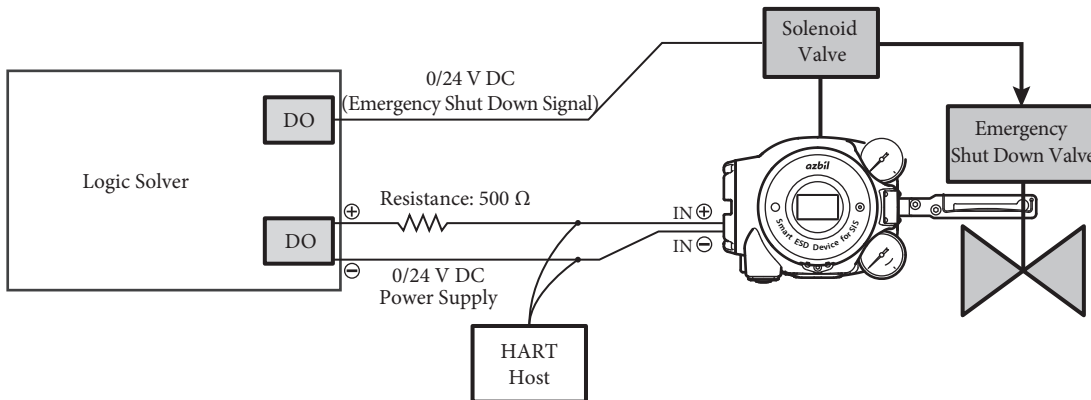 Solenoid
Valve
0/24 V DC
(Emergency Shut Down Signal)
DO
Emergency
Shut Down Valve
azbil
Logic Solver
Resistance: 500 Ω
⊕
IN ⊕
DO
Smart ESD Device for SIS
IN ⊖
⊖
0/24 V DC
Power Supply
HART
Host